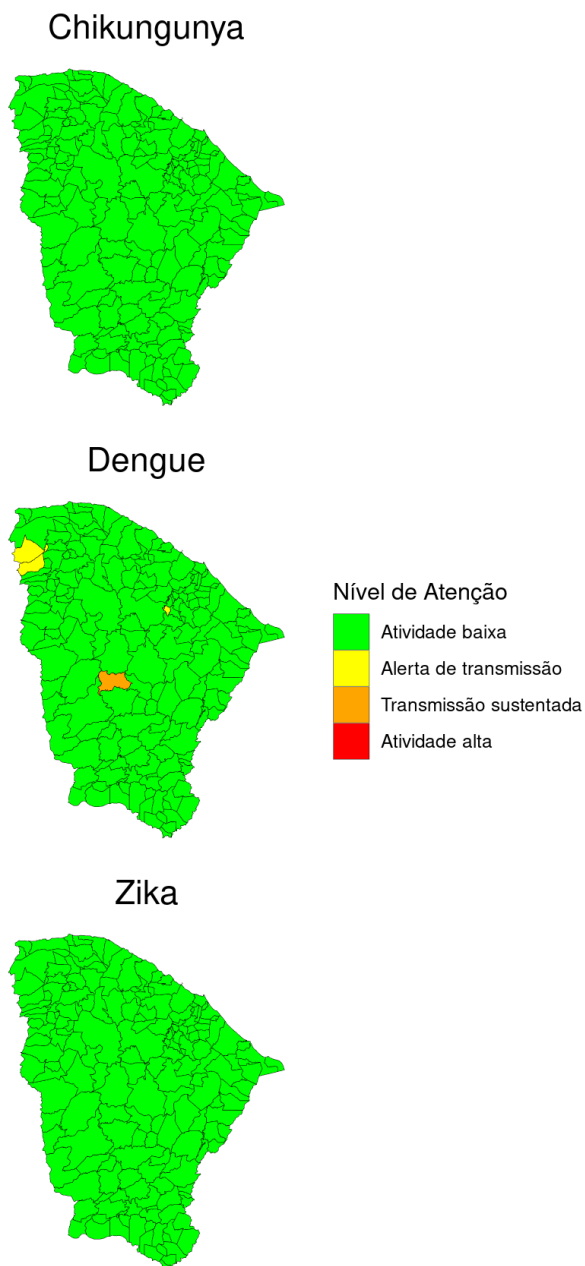 Chikungunya
Dengue
Nível de Atenção
Atividade baixa
Alerta de transmissão
Transmissão sustentada
Atividade alta
Zika